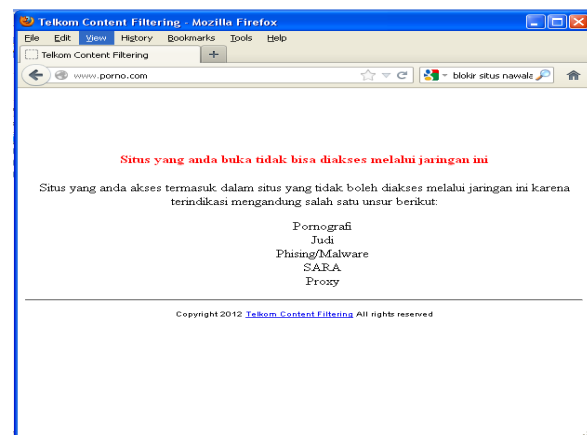 Telkom Content Filtering - Mozilla Firefox
File Edit View History Bookmarks Tools Help
Telkom Content Filtering +
www.porno.com blokir situs nawala
Situs yang anda buka tidak bisa diakses melalui jaringan ini
Situs yang anda akses termasuk dalam situs yang tidak boleh diakses melalui jaringan ini karena
terindikasi mengandung salah satu unsur berikut:
Pornografi
Judi
Phising/Malware
SARA
Proxy
Copyright 2012 Telkom Content Filtering All rights reserved